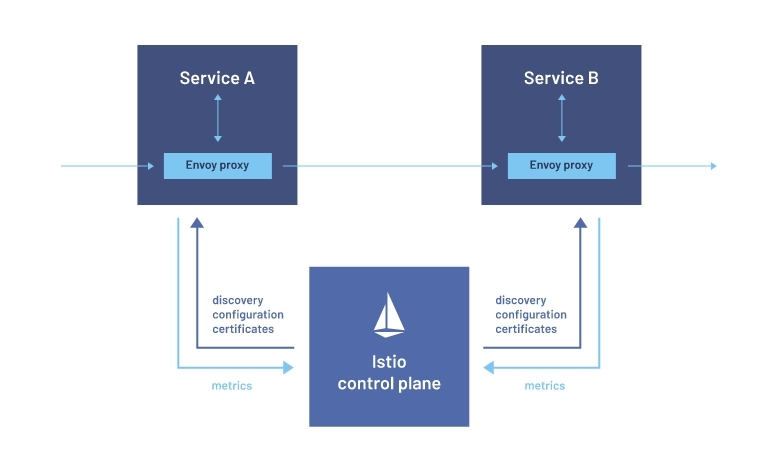 Service A
Service B
Envoy proxy
Envoy proxy
discovery
configuration
certificates
discovery
configuration
certificates
Istio
control plane
metrics
metrics